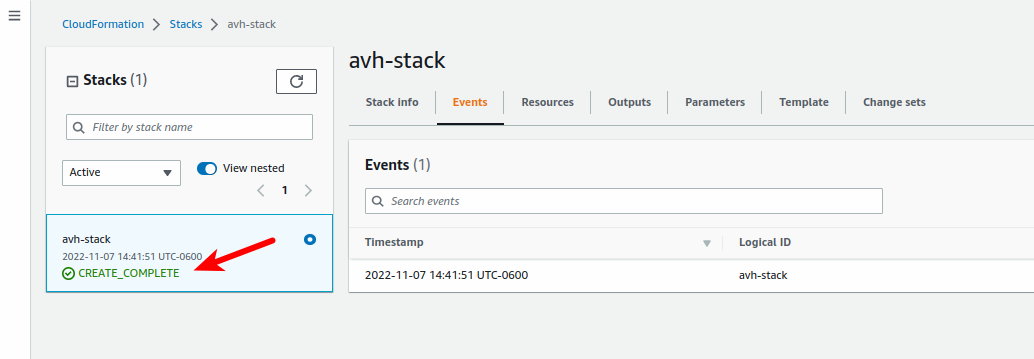 CloudFormation > Stacks > avh-stack
Stacks (1)
Filter by stack name
Active
View nested
1
avh-stack
2022-11-07 14:41:51 UTC-0600
CREATE_COMPLETE
avh-stack
Stack info Events Resources Outputs Parameters Template Change sets
Events (1)
Search events
Timestamp Logical ID
2022-11-07 14:41:51 UTC-0600 avh-stack